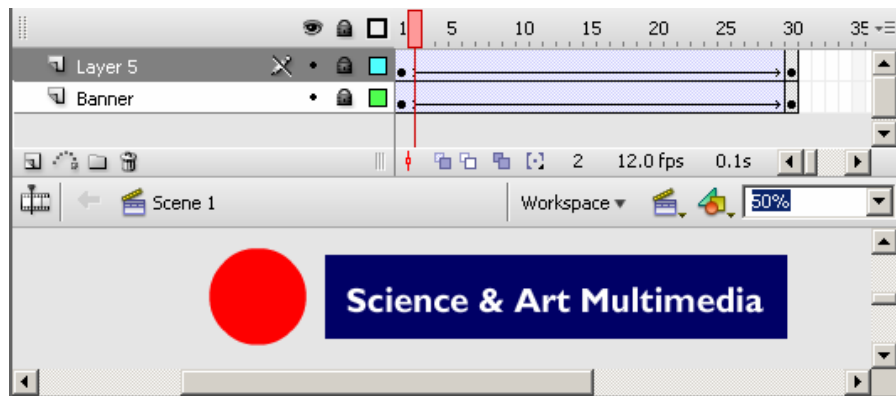 1 5 10 15 20 25 30 35
Layer 5
Banner
2 12.0 fps 0.1s
Scene 1 Workspace 50%
Science & Art Multimedia